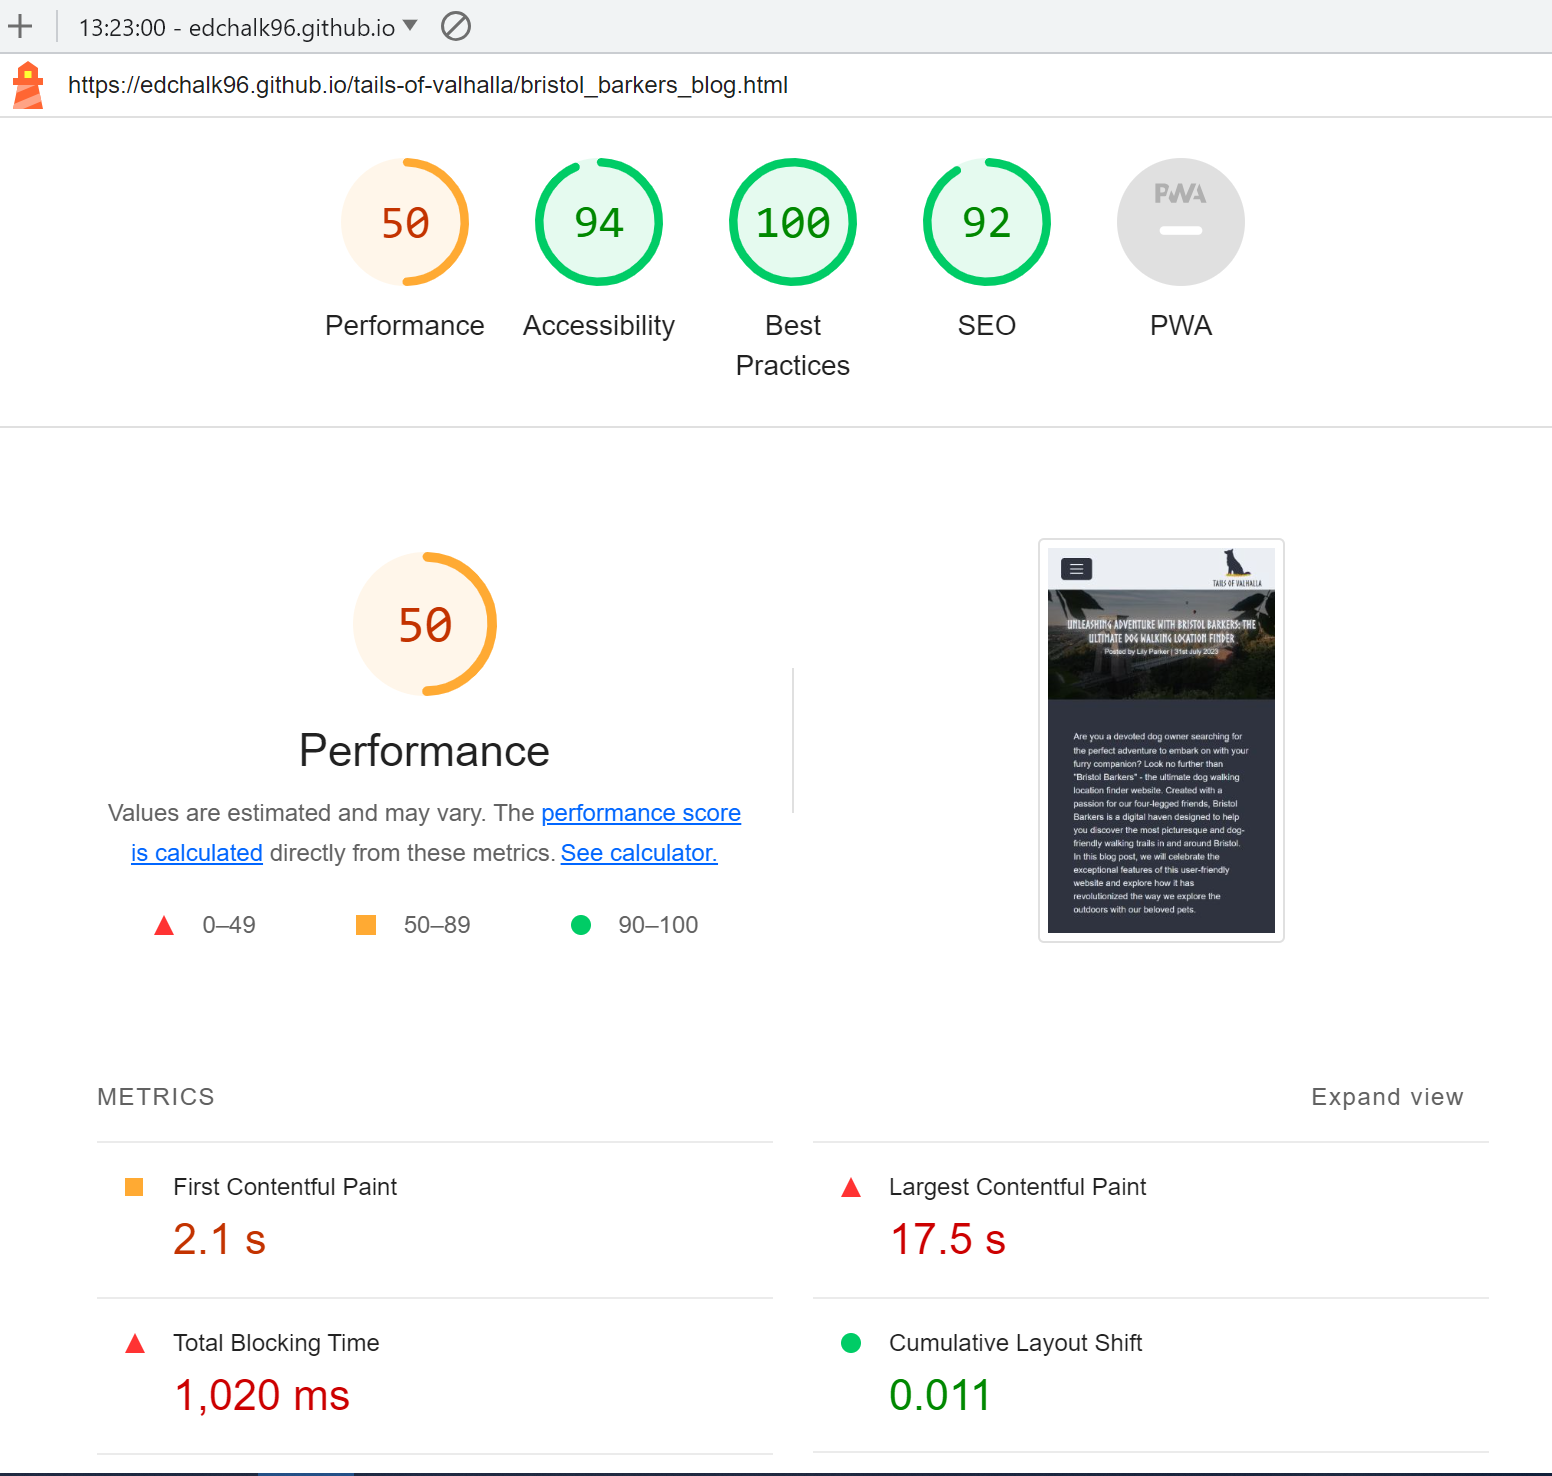 13:23:00 - edchalk96.github.io
https://edchalk96.github.io/tails-of-valhalla/bristol_barkers_blog.html
50
94
100
92
PWA
Performance
Accessibility
Best
Practices
SEO
PWA
50
Performance
Values are estimated and may vary. The performance score
is calculated directly from these metrics. See calculator.
0–49
50–89
90–100
TAILS OF VALHALLA
UNLEASHING ADVENTURE WITH BRISTOL BARKERS: THE
ULTIMATE DOG WALKING LOCATION FINDER
Posted by Lily Parker | 31st July 2023
Are you a devoted dog owner searching for
the perfect adventure to embark on with your
furry companion? Look no further than
"Bristol Barkers" - the ultimate dog walking
location finder website. Created with a
passion for our four-legged friends, Bristol
Barkers is a digital haven designed to help
you discover the most picturesque and dog-
friendly walking trails in and around Bristol.
In this blog post, we will celebrate the
exceptional features of this user-friendly
website and explore how it has
revolutionized the way we explore the
outdoors with our beloved pets.
METRICS
Expand view
First Contentful Paint
2.1 s
Largest Contentful Paint
17.5 s
Total Blocking Time
1,020 ms
Cumulative Layout Shift
0.011